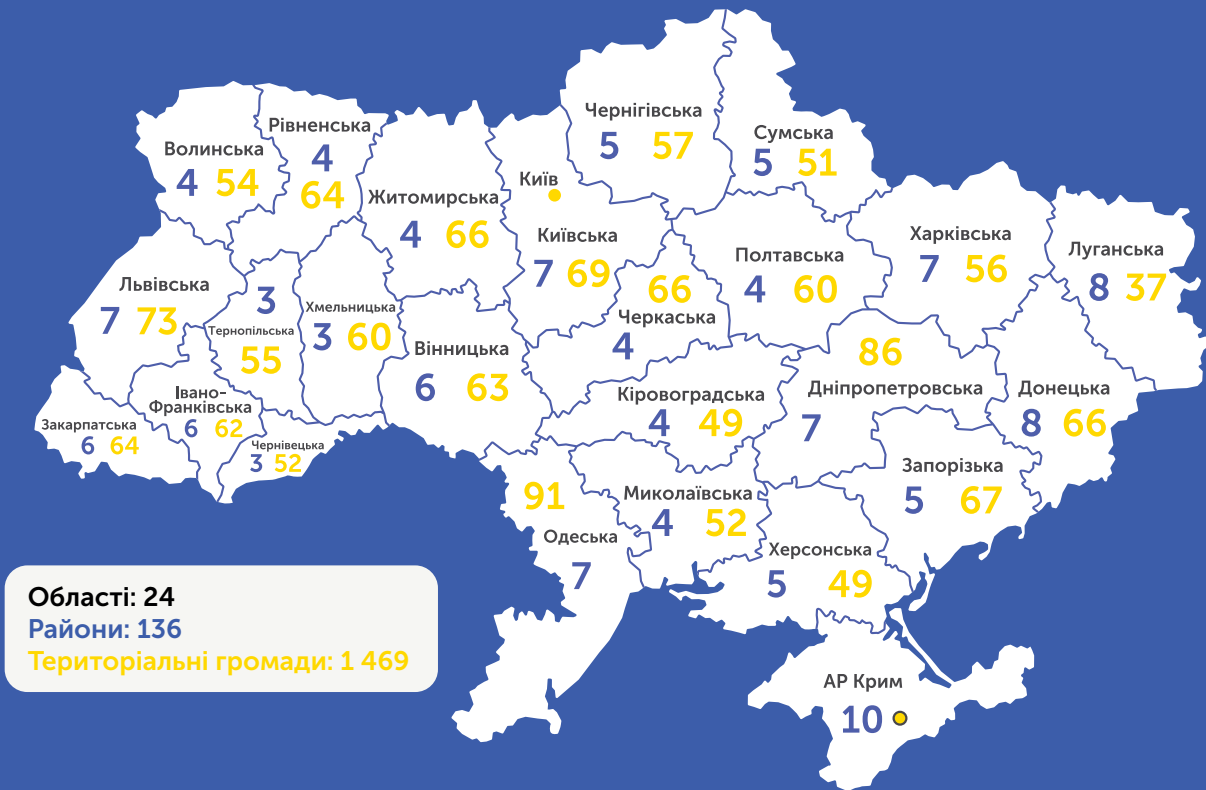 Чернігівська
5 57
Сумська
5 51
Рівненська
4
64
Волинська
4 54
Київ
Житомирська
4 66
Київська
7 69
Харківська
7 56
Полтавська
4 60
Луганська
8 37
Львівська
7 73
3
Тернопільська
55
Хмельницька
3 60
66
Черкаська
4
Вінницька
6 63
86
Дніпропетровська
7
Кіровоградська
4 49
Донецька
8 66
Івано-
Франківська
6 62
Закарпатська
6 64
Чернівецька
3 52
Запорізька
5 67
91
Одеська
7
Миколаївська
4 52
Херсонська
5 49
АР Крим
10
Області: 24
Райони: 136
Територіальні громади: 1 469